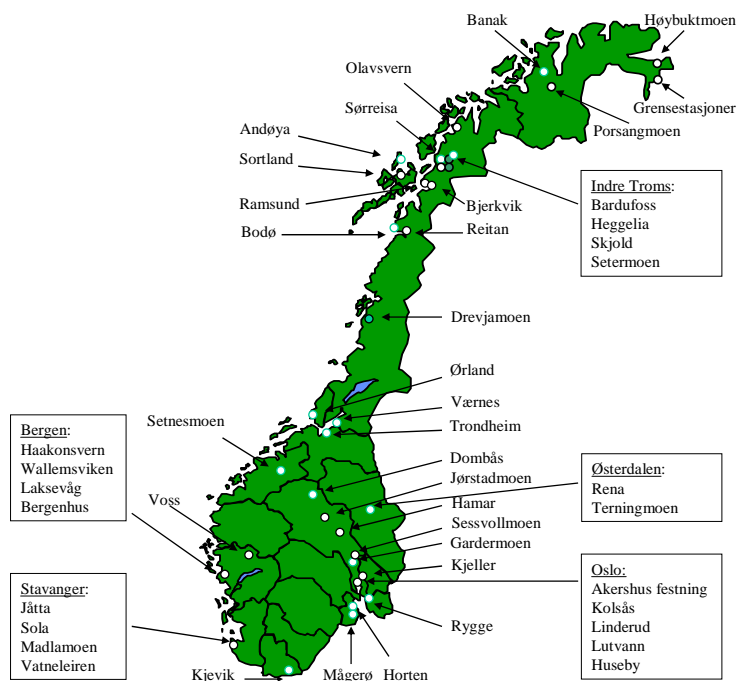 Banak
Høybuktmoen
Olavsvern
Sørreisa
Grensestasjoner
Porsangmoen
Andøya
Sortland
Ramsund
Bodø
Bjerkvik
Reitan
Indre Troms:
Bardufoss
Heggelia
Skjold
Setermoen
Drevjamoen
Ørland
Værnes
Trondheim
Setnesmoen
Dombås
Jørstadmoen
Hamar
Sessvollmoen
Gardermoen
Kjeller
Bergen:
Haakonsvern
Wallemsviken
Laksevåg
Bergenhus
Voss
Østerdalen:
Rena
Terningmoen
Stavanger:
Jåtta
Sola
Madlamoen
Vatneleiren
Oslo:
Akershus festning
Kolsås
Linderud
Lutvann
Huseby
Rygge
Kjevik
Mågerø
Horten